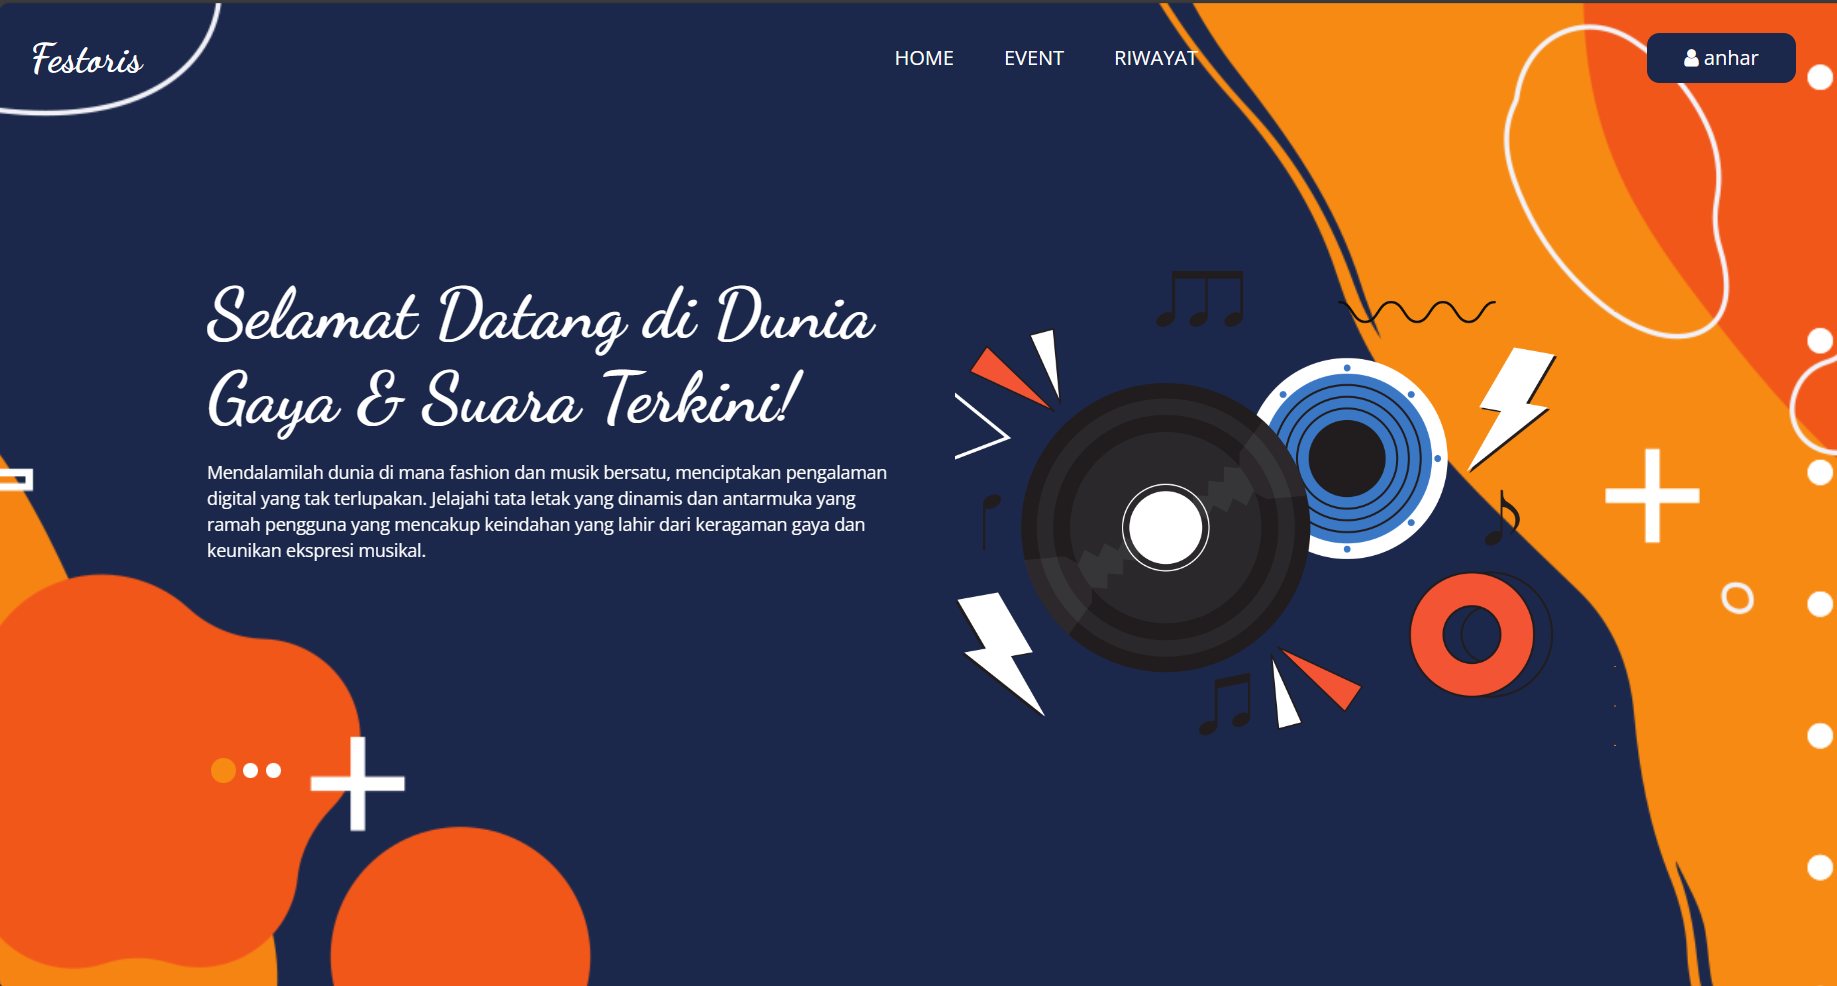 Festoris
HOME EVENT RIWAYAT
anhar
Selamat Datang di Dunia
Gaya & Suara Terkini!
Mendalamilah dunia di mana fashion dan musik bersatu, menciptakan pengalaman
digital yang tak terlupakan. Jelajahi tata letak yang dinamis dan antarmuka yang
ramah pengguna yang mencakup keindahan yang lahir dari keragaman gaya dan
keunikan ekspresi musikal.